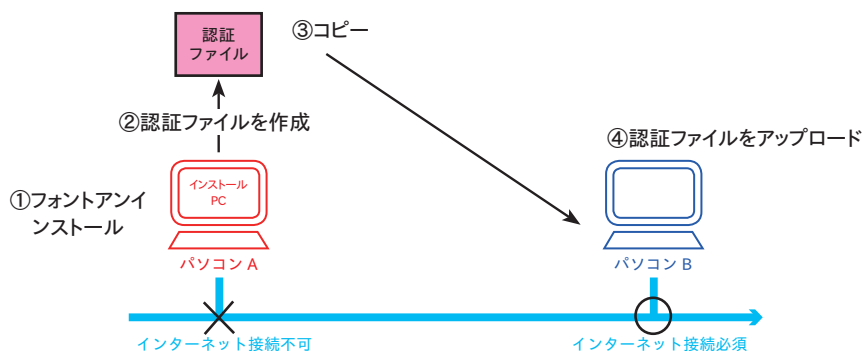 認証
ファイル
③コピー
②認証ファイルを作成
④認証ファイルをアップロード
①フォントアンイ
ンストール
インストール
PC
パソコン A
パソコン B
インターネット接続不可
インターネット接続必須